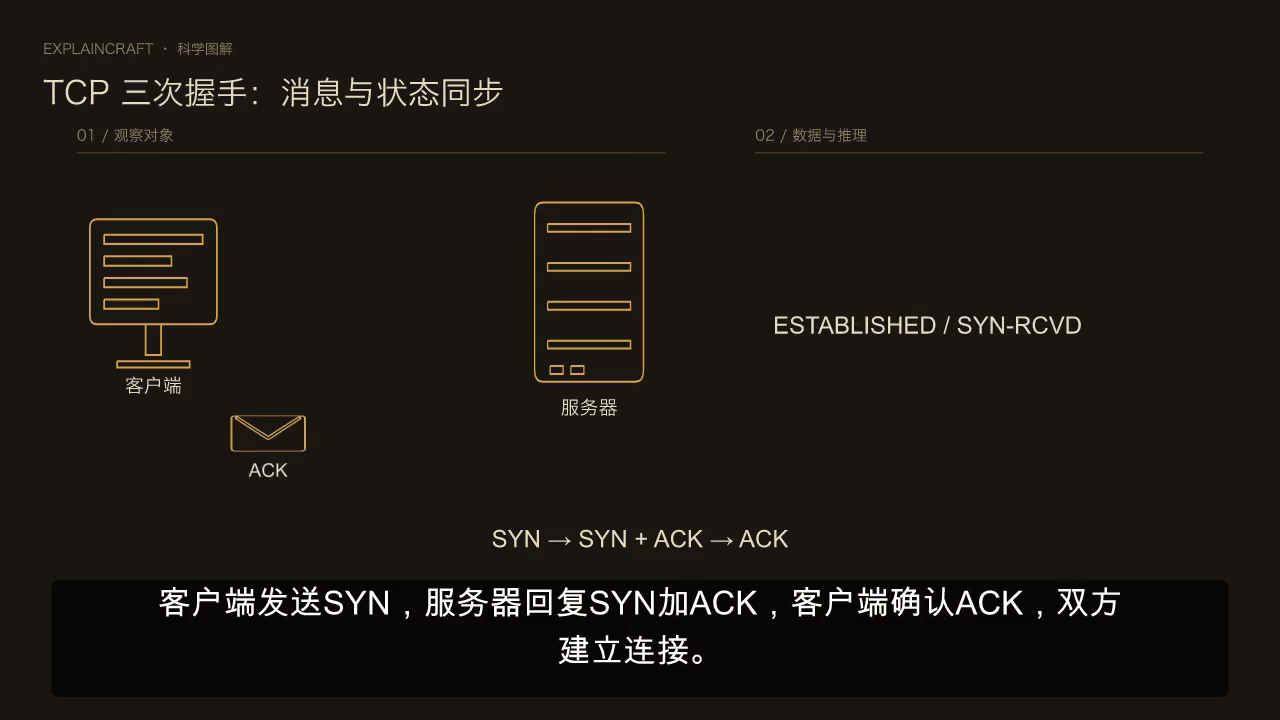 EXPLAINCRAFT · 科学图解
TCP 三次握手：消息与状态同步
01 / 观察对象
02 / 数据与推理
ESTABLISHED / SYN-RCVD
客户端
服务器
ACK
SYN → SYN + ACK → ACK
客户端发送SYN，服务器回复SYN加ACK，客户端确认ACK，双方
建立连接。